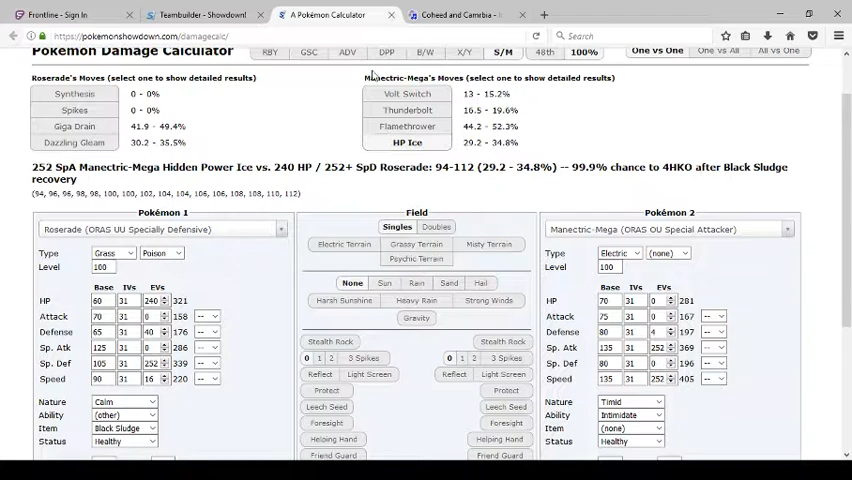 Frontline - Sign In
Teambuilder - Showdown!
A Pokémon Calculator
Coheed and Cambria -
https://pokemonshowdown.com/damagecalc/
Search
Pokemon Damage Calculator
RBY GSC ADV DPP B/W X/Y S/M 48th 100% One vs One One vs All All vs One
Roserade's Moves (select one to show detailed results)
Manectric-Mega's Moves (select one to show detailed results)
Synthesis 0 - 0%
Volt Switch 13 - 15.2%
Spikes 0 - 0%
Thunderbolt 16.5 - 19.6%
Giga Drain 41.9 - 49.4%
Flamethrower 44.2 - 52.3%
Dazzling Gleam 30.2 - 35.5%
HP Ice 29.2 - 34.8%
252 SpA Manectric-Mega Hidden Power Ice vs. 240 HP / 252+ SpD Roserade: 94-112 (29.2 - 34.8%) -- 99.9% chance to 4HKO after Black Sludge
recovery
(94, 96, 96, 98, 98, 100, 100, 102, 104, 104, 106, 106, 108, 108, 110, 112)
Pokémon 1
Roserade (ORAS UU Specially Defensive)
Type Grass Poison
Level 100
Base IVs EVs
HP 60 31 240 321
Attack 70 31 0 158 --
Defense 65 31 40 176 --
Sp. Atk 125 31 0 286 --
Sp. Def 105 31 252 339 --
Speed 90 31 16 220 --
Nature Calm
Ability (other)
Item Black Sludge
Status Healthy
Field
Singles Doubles
Electric Terrain Grassy Terrain Misty Terrain
Psychic Terrain
None Sun Rain Sand Hail
Harsh Sunshine Heavy Rain Strong Winds
Gravity
Stealth Rock Stealth Rock
0 1 2 3 Spikes 0 1 2 3 Spikes
Reflect Light Screen Reflect Light Screen
Protect Protect
Leech Seed Leech Seed
Foresight Foresight
Helping Hand Helping Hand
Friend Guard Friend Guard
Pokémon 2
Manectric-Mega (ORAS OU Special Attacker)
Type Electric (none)
Level 100
Base IVs EVs
HP 70 31 0 281
Attack 75 31 0 167 --
Defense 80 31 4 197 --
Sp. Atk 135 31 252 369 --
Sp. Def 80 31 0 196 --
Speed 135 31 252 405 --
Nature Timid
Ability Intimidate
Item (none)
Status Healthy